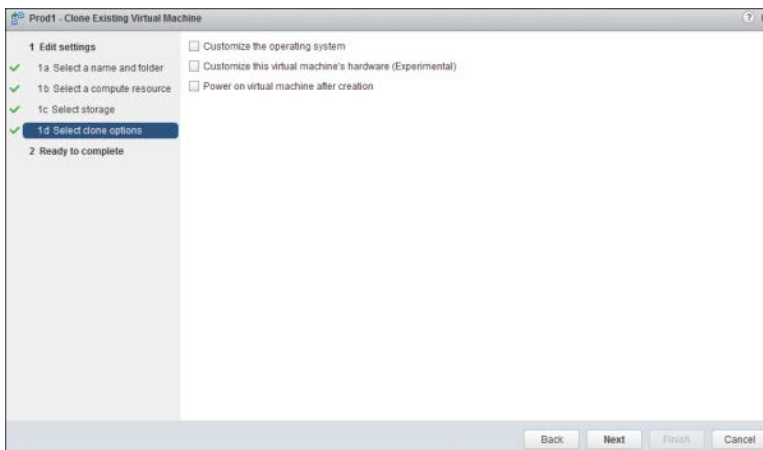 Prod1 - Clone Existing Virtual Machine
?
1 Edit settings
1a Select a name and folder
1b Select a compute resource
1c Select storage
1d Select clone options
2 Ready to complete
Customize the operating system
Customize this virtual machine's hardware (Experimental)
Power on virtual machine after creation
Back Next Finish Cancel